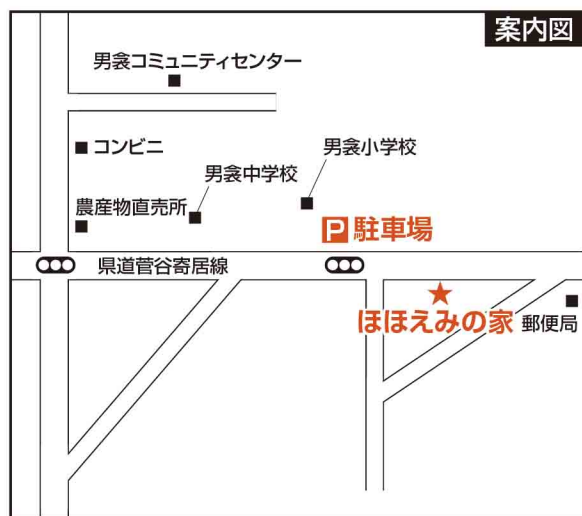 案内図
男衾コミュニティセンター
コンビニ
男衾小学校
男衾中学校
農産物直売所
P 駐車場
県道菅谷寄居線
ほほえみの家
郵便局